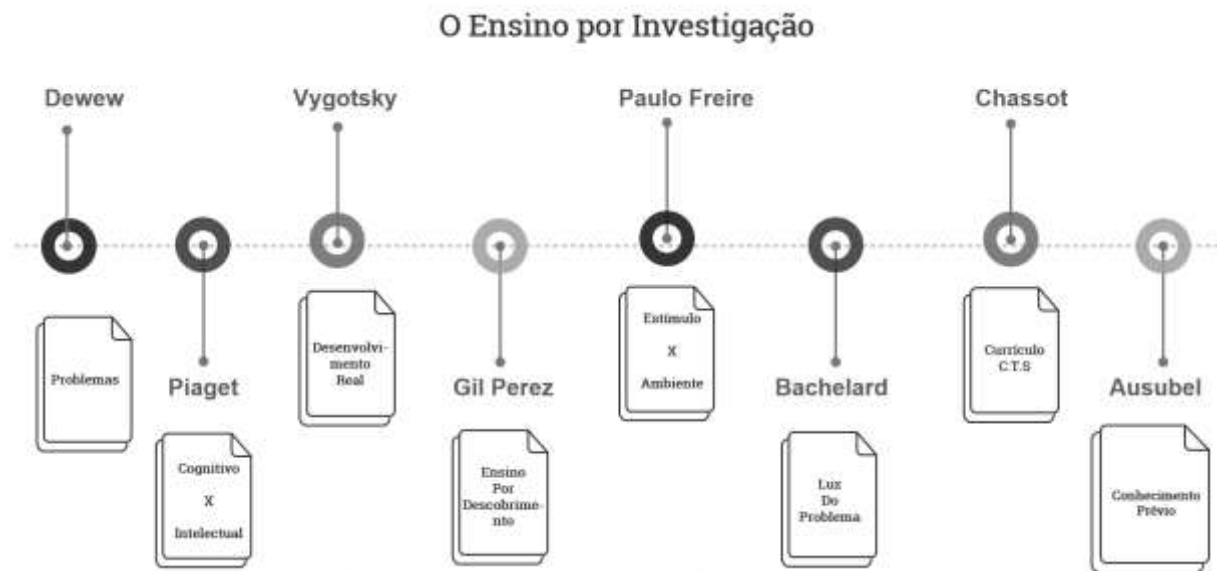 O Ensino por Investigação
Dewew
Problemas
Piaget
Cognitivo
X
Intelectual
Vygotsky
Desenvolvi-
mento
Real
Gil Perez
Ensino
Por
Descobrime-
nto
Paulo Freire
Estímulo
X
Ambiente
Bachelard
Luz
Do
Problema
Chassot
Currículo
C.T.S
Ausubel
Conhecimento
Prévio